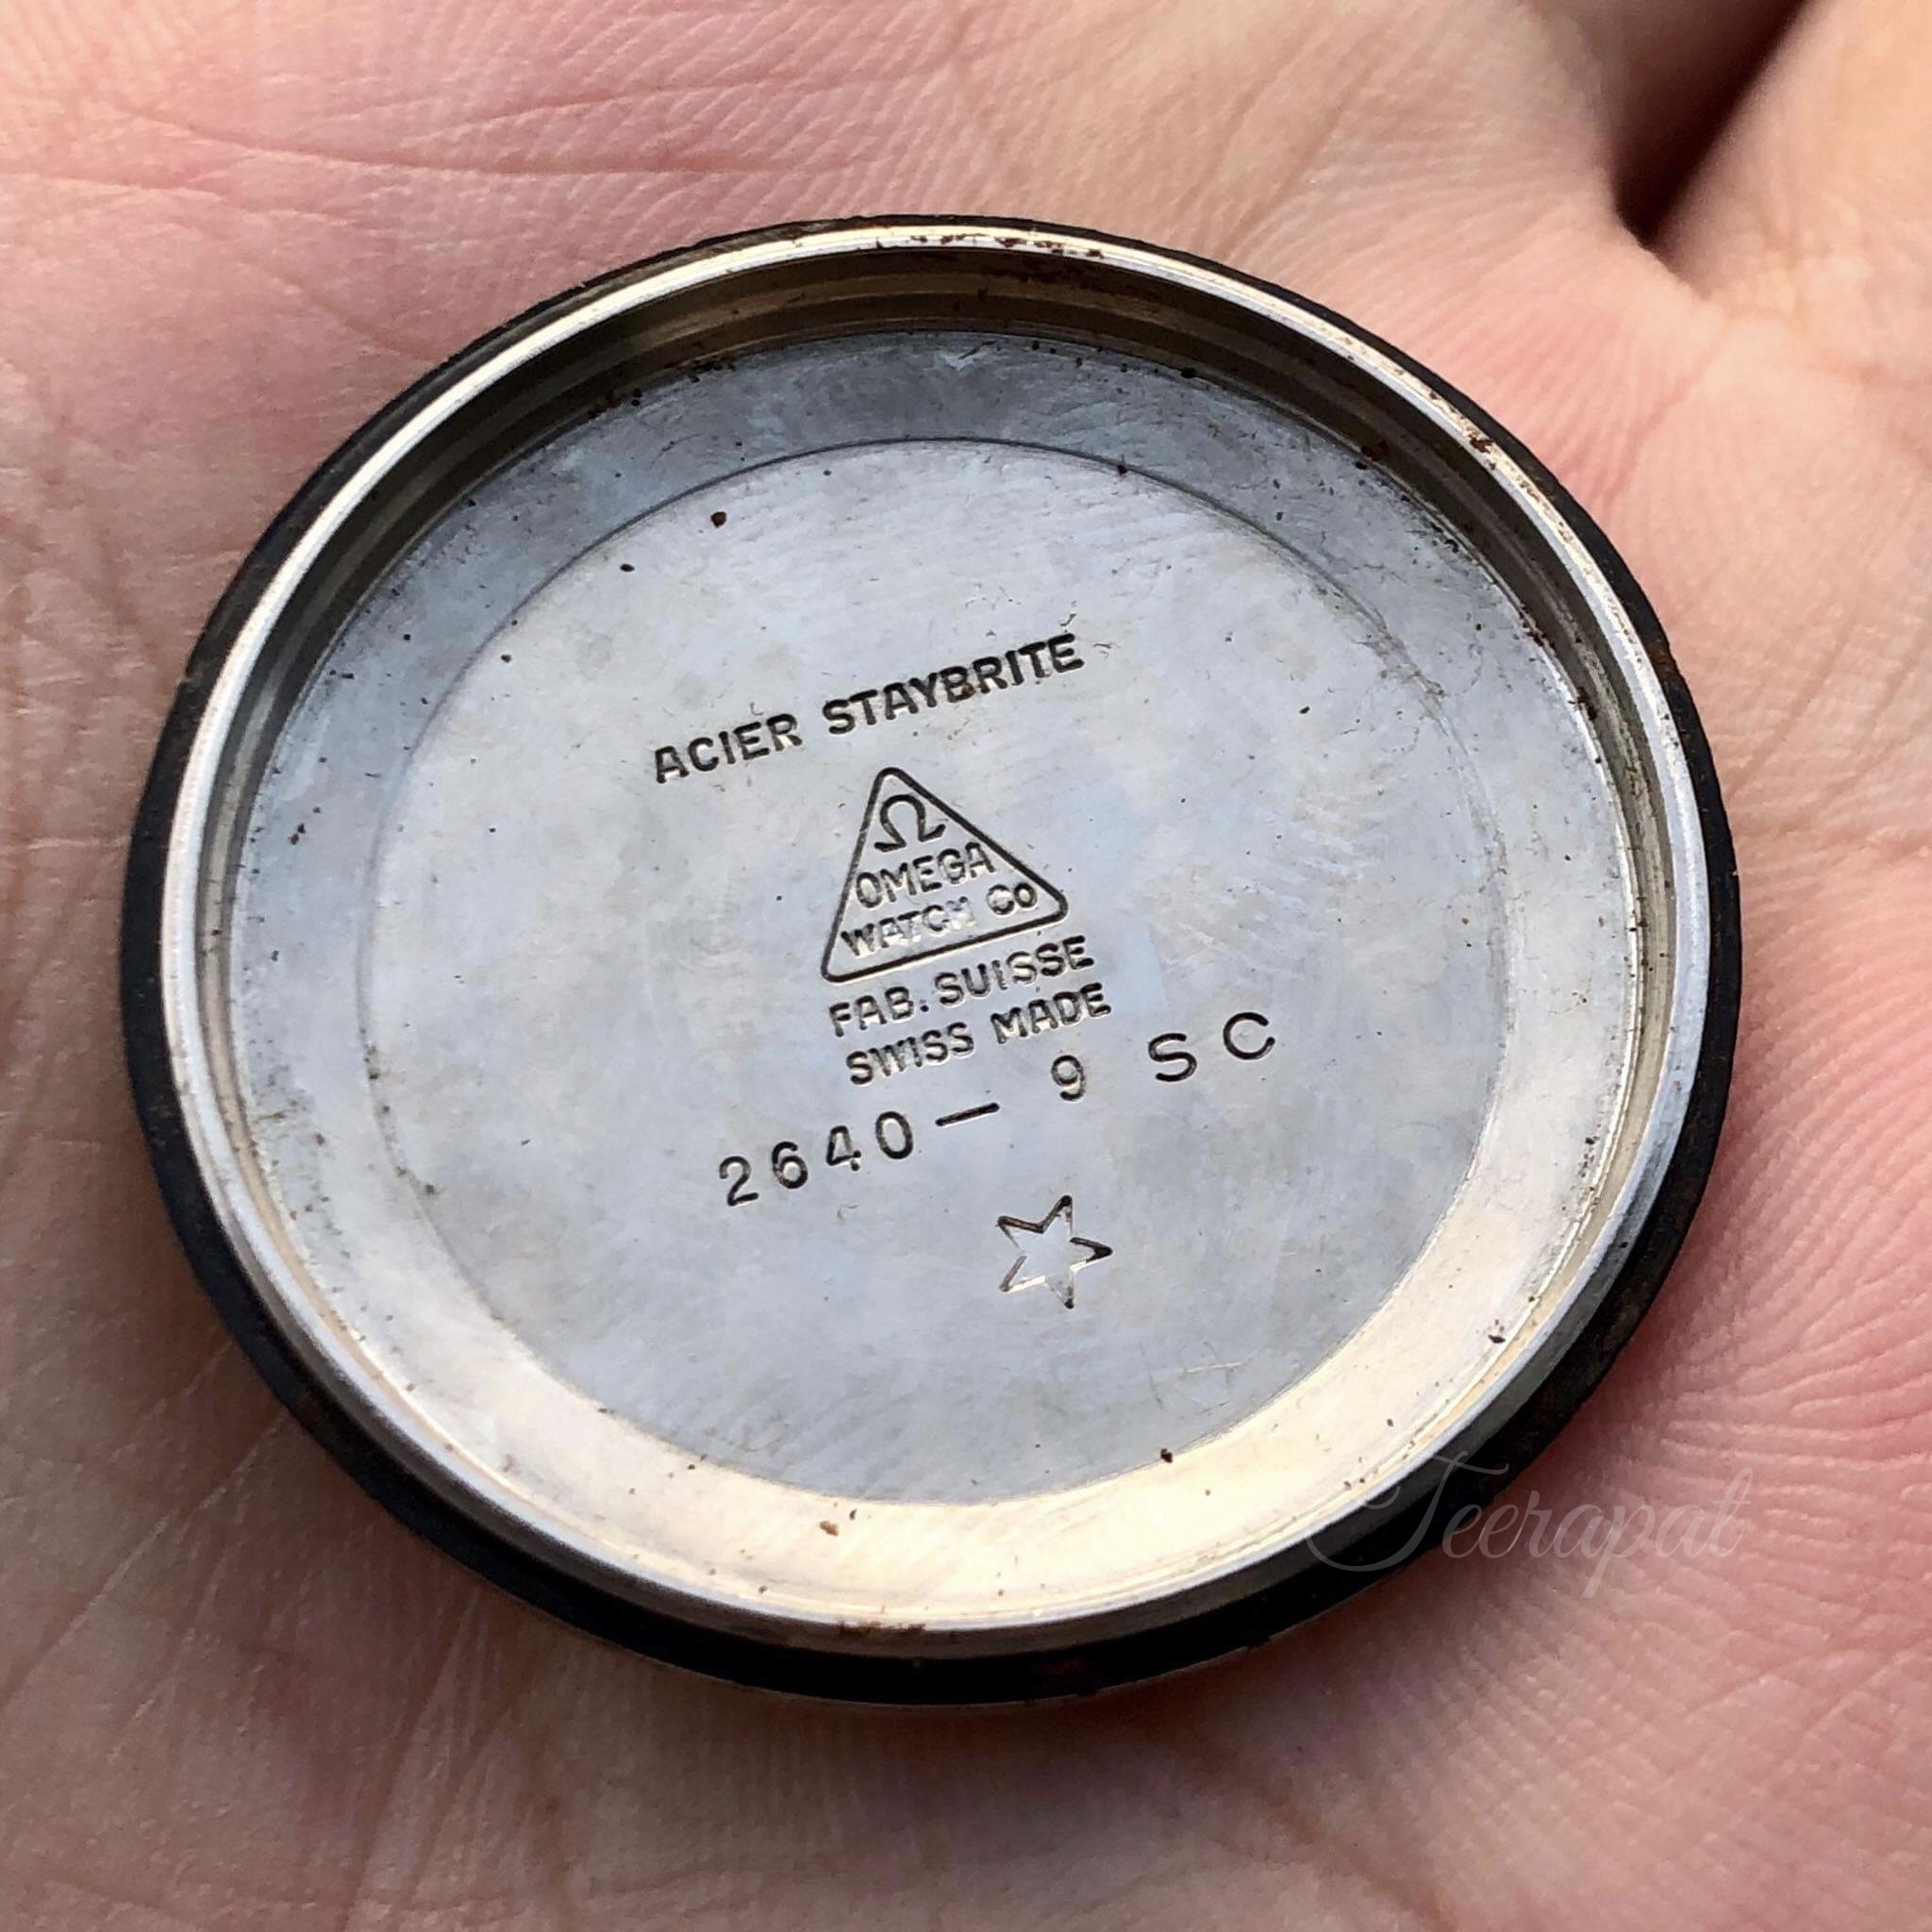 ACIER STAYBRITE
Ω
OMEGA
WATCH Co
FAB. SUISSE
SWISS MADE
2640 — 9 SC
Teerapat